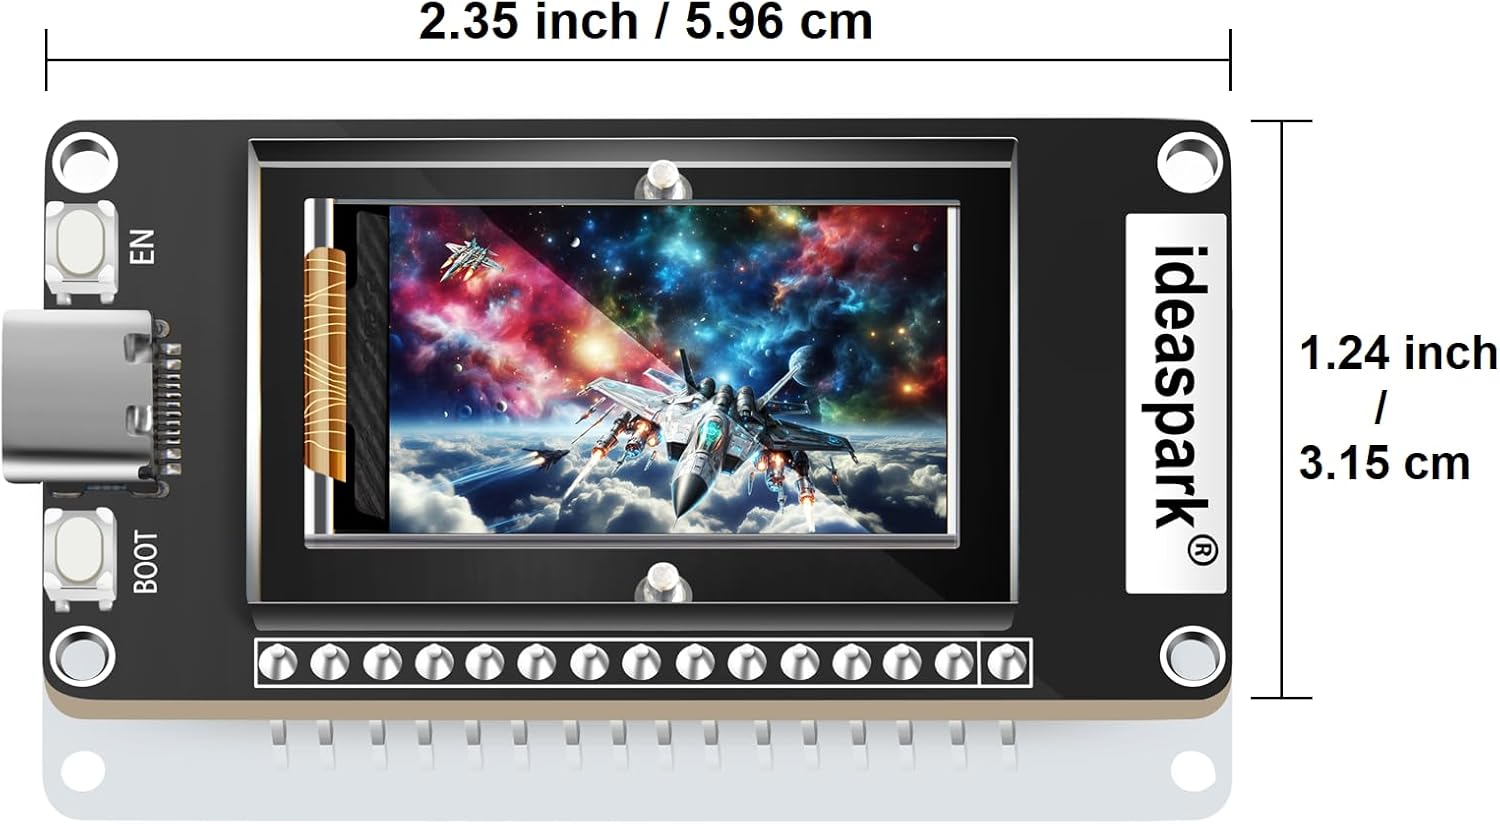 2.35 inch / 5.96 cm
EN
BOOT
ideaspark®
1.24 inch
/
3.15 cm